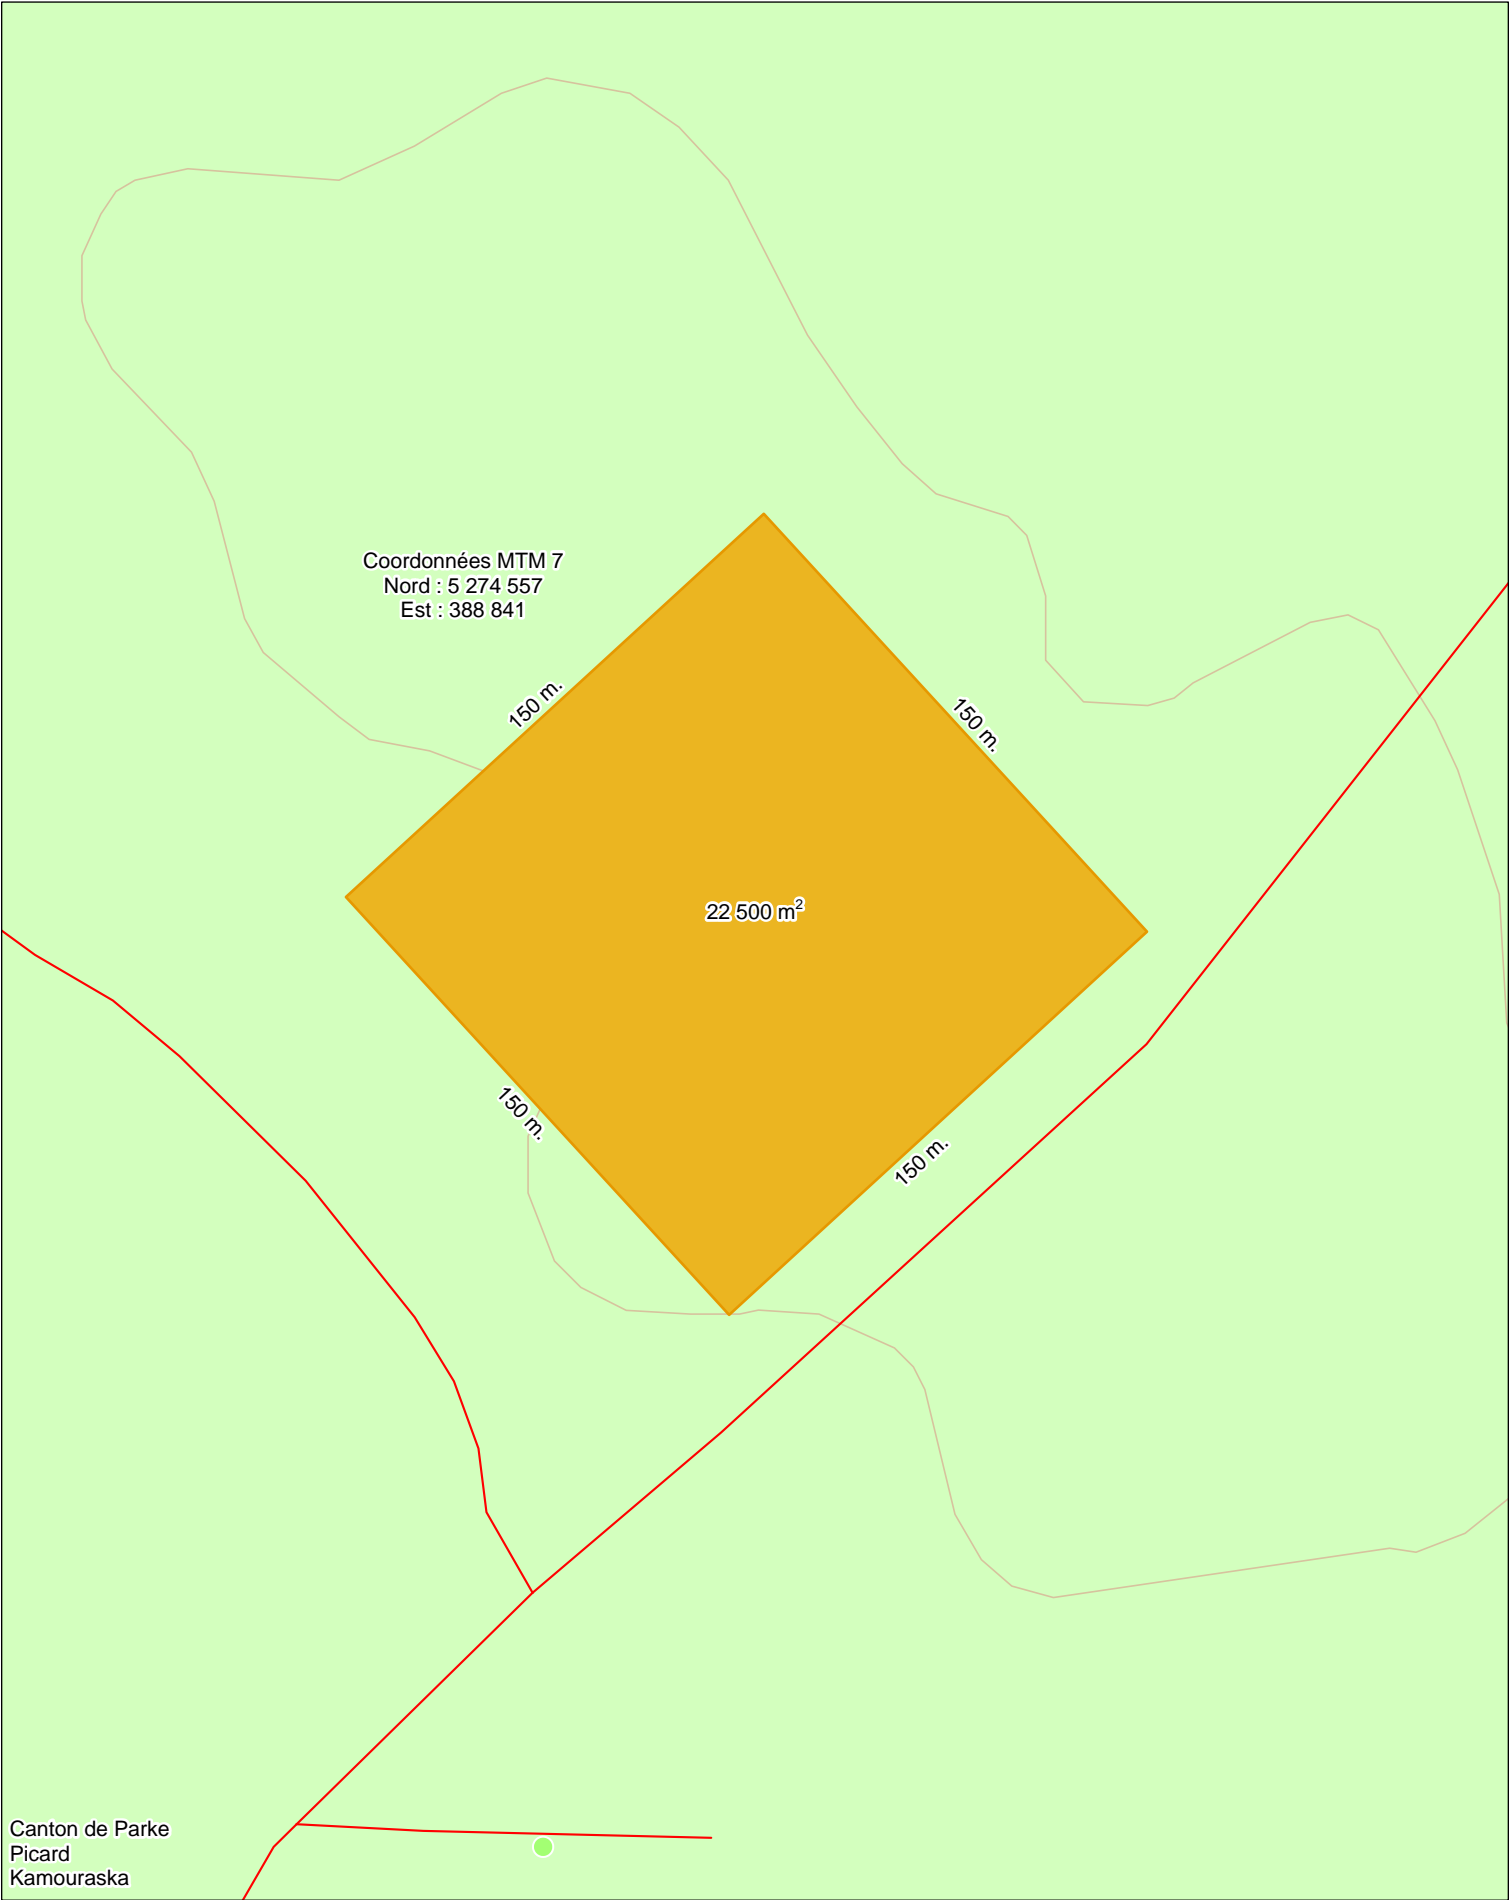 Coordonnées MTM 7
Nord : 5 274 557
Est : 388 841
150 m.
150 m.
22 500 m²
150 m.
150 m.
Canton de Parke
Picard
Kamouraska